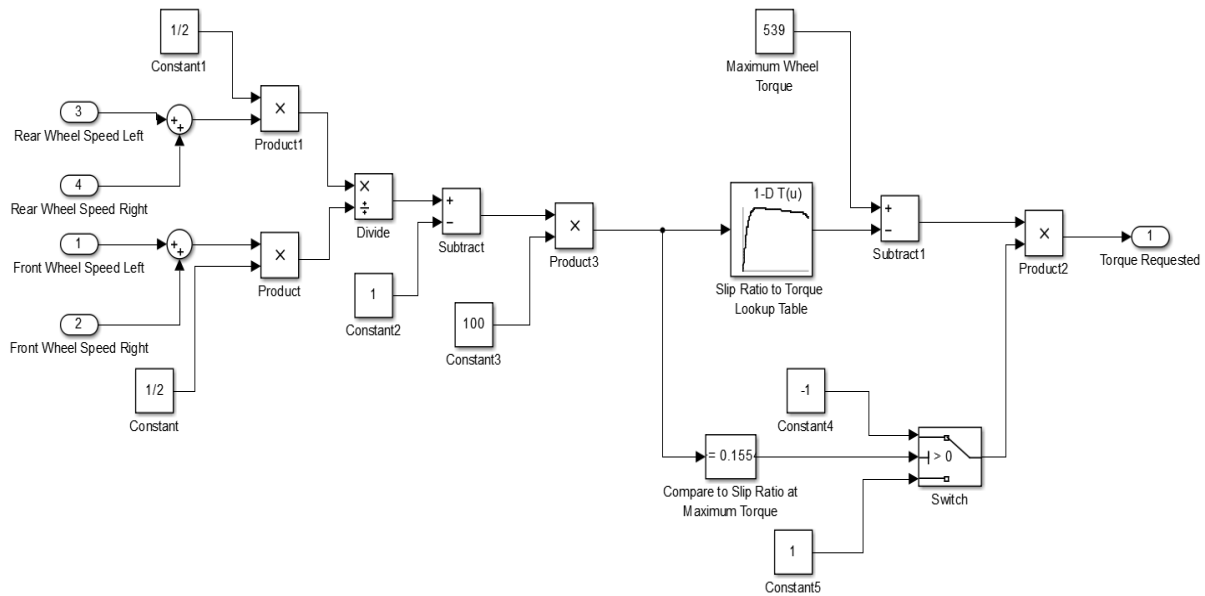 1/2
Constant1
3
Rear Wheel Speed Left
+
+
×
Product1
4
Rear Wheel Speed Right
1
Front Wheel Speed Left
+
+
×
Product
2
Front Wheel Speed Right
1/2
Constant
×
÷
Divide
+
−
Subtract
1
Constant2
×
Product3
100
Constant3
539
Maximum Wheel
Torque
1-D T(u)
Slip Ratio to Torque
Lookup Table
+
−
Subtract1
×
Product2
1
Torque Requested
-1
Constant4
= 0.155
Compare to Slip Ratio at
Maximum Torque
> 0
Switch
1
Constant5